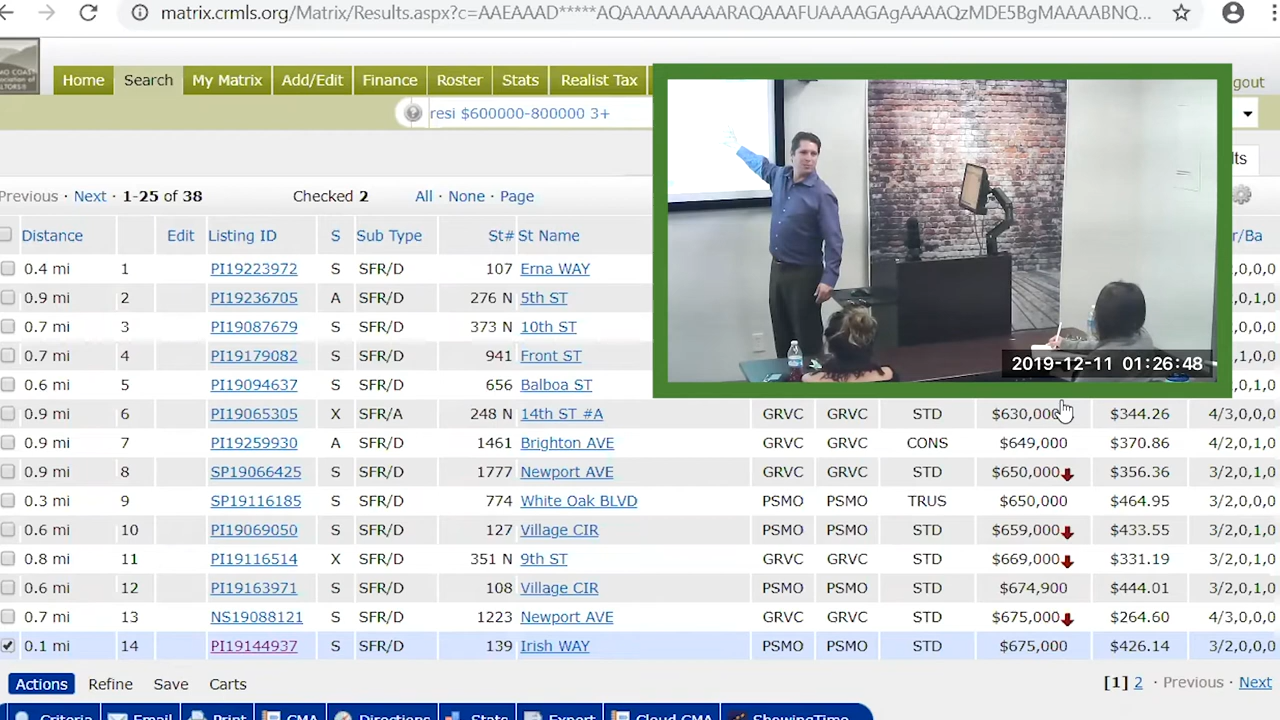 matrix.crmls.org/Matrix/Results.aspx?c=AAEAAAD*****AQAAAAAAAAARAQAAAFUAAAAGAgAAAAQzMDE5BgMAAAABNQ...
Home Search My Matrix Add/Edit Finance Roster Stats Realist Tax
resi $600000-800000 3+
Previous · Next · 1-25 of 38 Checked 2 All · None · Page
Distance Edit Listing ID S Sub Type St# St Name
0.4 mi 1 PI19223972 S SFR/D 107 Erna WAY
0.9 mi 2 PI19236705 A SFR/D 276 N 5th ST
0.7 mi 3 PI19087679 S SFR/D 373 N 10th ST
0.7 mi 4 PI19179082 S SFR/D 941 Front ST
2019-12-11 01:26:48
0.6 mi 5 PI19094637 S SFR/D 656 Balboa ST
0.9 mi 6 PI19065305 X SFR/A 248 N 14th ST #A GRVC GRVC STD $630,000 $344.26 4/3,0,0,0
0.9 mi 7 PI19259930 A SFR/D 1461 Brighton AVE GRVC GRVC CONS $649,000 $370.86 4/2,0,1,0
0.9 mi 8 SP19066425 S SFR/D 1777 Newport AVE GRVC GRVC STD $650,000 $356.36 3/2,0,1,0
0.3 mi 9 SP19116185 S SFR/D 774 White Oak BLVD PSMO PSMO TRUS $650,000 $464.95 3/2,0,0,0
0.6 mi 10 PI19069050 S SFR/D 127 Village CIR PSMO PSMO STD $659,000 $433.55 3/2,0,1,0
0.8 mi 11 PI19116514 X SFR/D 351 N 9th ST GRVC GRVC STD $669,000 $331.19 3/2,0,1,0
0.6 mi 12 PI19163971 S SFR/D 108 Village CIR PSMO PSMO STD $674,900 $444.01 3/2,0,1,0
0.7 mi 13 NS19088121 S SFR/D 1223 Newport AVE GRVC GRVC STD $675,000 $264.60 4/3,0,1,0
0.1 mi 14 PI19144937 S SFR/D 139 Irish WAY PSMO PSMO STD $675,000 $426.14 3/2,0,0,0
Actions Refine Save Carts [1] 2 · Previous · Next
Criteria Email Print CMA Directions Stats Export Cloud CMA ShowingTime